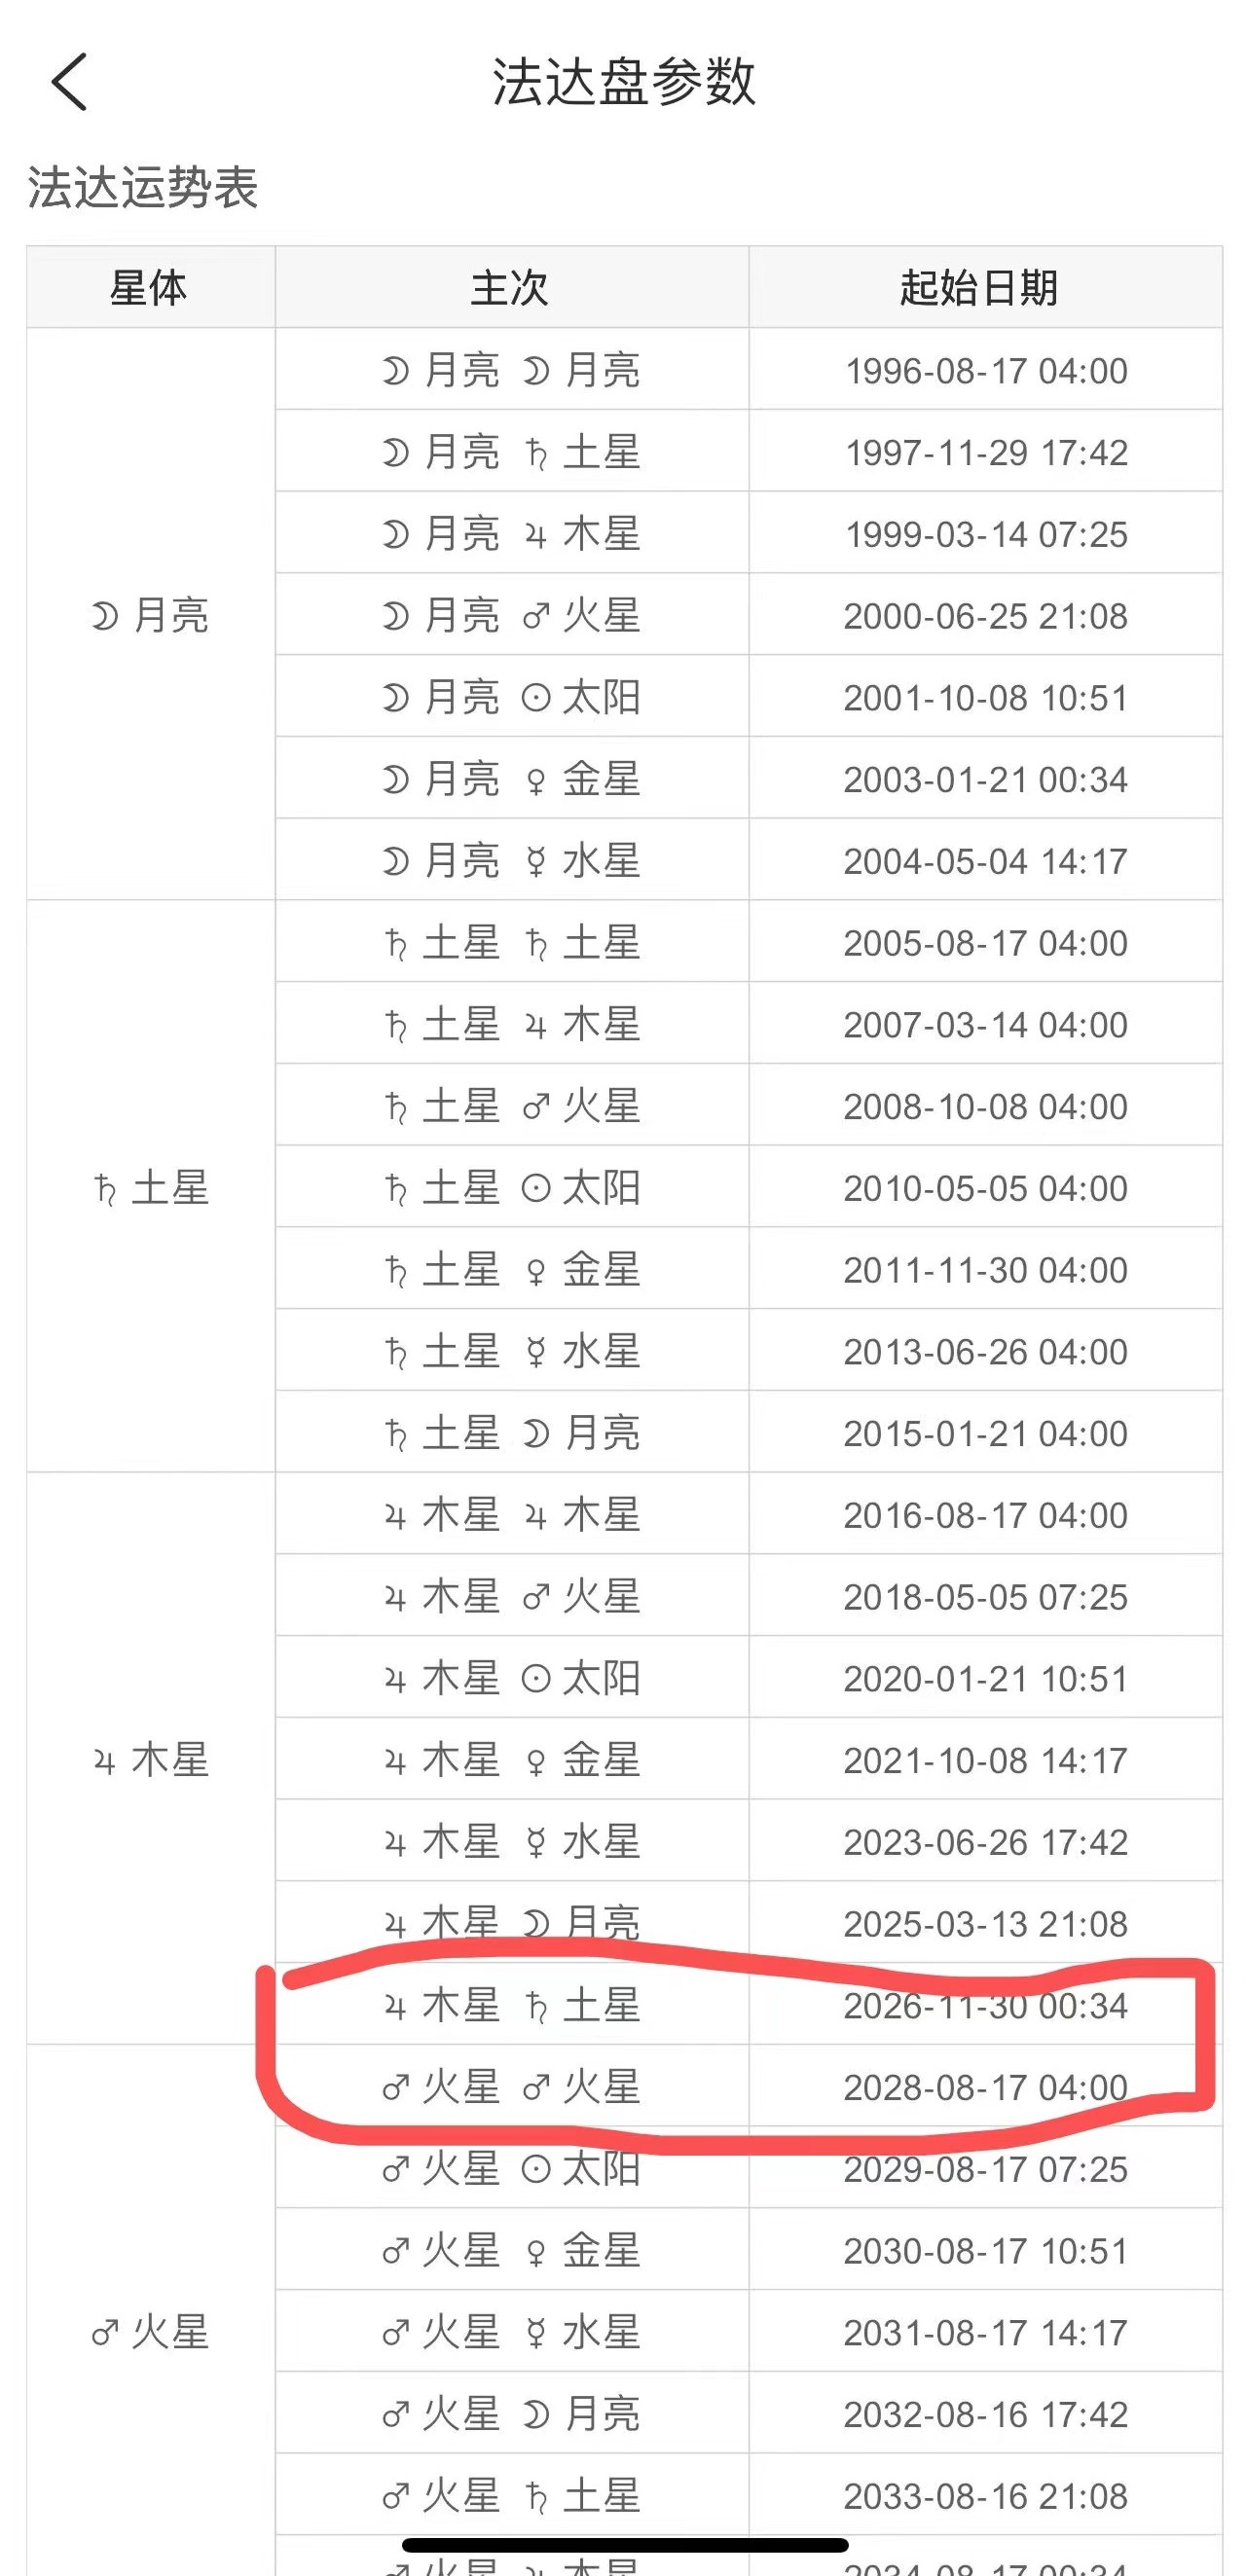 法达盘参数
法达运势表
星体 主次 起始日期
☽ 月亮
☽ 月亮 ☽ 月亮 1996-08-17 04:00
☽ 月亮 ♄ 土星 1997-11-29 17:42
☽ 月亮 ♃ 木星 1999-03-14 07:25
☽ 月亮 ♂ 火星 2000-06-25 21:08
☽ 月亮 ☉ 太阳 2001-10-08 10:51
☽ 月亮 ♀ 金星 2003-01-21 00:34
☽ 月亮 ☿ 水星 2004-05-04 14:17
♄ 土星
♄ 土星 ♄ 土星 2005-08-17 04:00
♄ 土星 ♃ 木星 2007-03-14 04:00
♄ 土星 ♂ 火星 2008-10-08 04:00
♄ 土星 ☉ 太阳 2010-05-05 04:00
♄ 土星 ♀ 金星 2011-11-30 04:00
♄ 土星 ☿ 水星 2013-06-26 04:00
♄ 土星 ☽ 月亮 2015-01-21 04:00
♃ 木星
♃ 木星 ♃ 木星 2016-08-17 04:00
♃ 木星 ♂ 火星 2018-05-05 07:25
♃ 木星 ☉ 太阳 2020-01-21 10:51
♃ 木星 ♀ 金星 2021-10-08 14:17
♃ 木星 ☿ 水星 2023-06-26 17:42
♃ 木星 ☽ 月亮 2025-03-13 21:08
♃ 木星 ♄ 土星 2026-11-30 00:34
♂ 火星
♂ 火星 ♂ 火星 2028-08-17 04:00
♂ 火星 ☉ 太阳 2029-08-17 07:25
♂ 火星 ♀ 金星 2030-08-17 10:51
♂ 火星 ☿ 水星 2031-08-17 14:17
♂ 火星 ☽ 月亮 2032-08-16 17:42
♂ 火星 ♄ 土星 2033-08-16 21:08
♂ 火星 ♃ 木星 2034-08-17 00:34